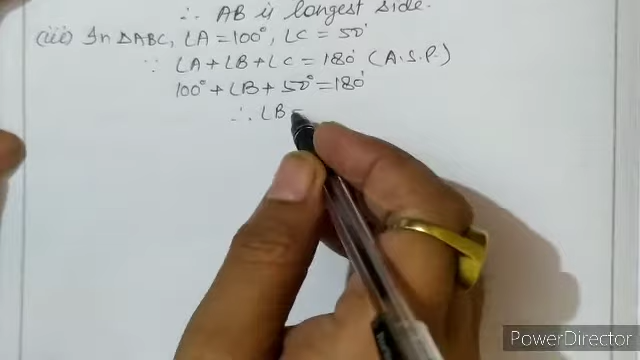 ∴ AB is longest side.
(iii) In ΔABC, ∠A = 100°, ∠C = 50°
∵ ∠A + ∠B + ∠C = 180° (A.S.P.)
100° + ∠B + 50° = 180°
∴ ∠B =
PowerDirector